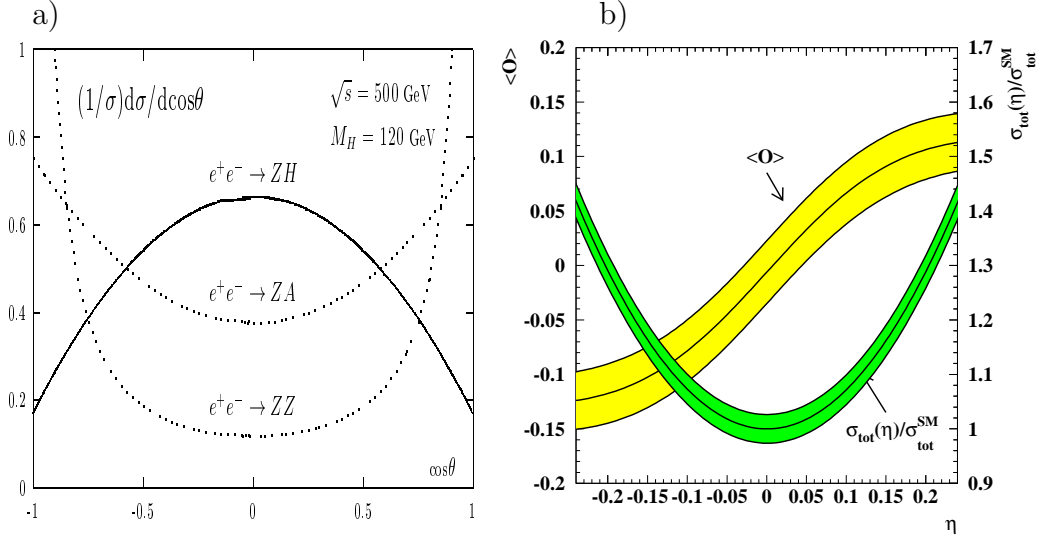 a)
1
0.8
0.6
0.4
0.2
0
-1
-0.5
0
0.5
1
(1/σ)dσ/dcosθ
√s = 500 GeV
M_H = 120 GeV
e⁺e⁻ → ZH
e⁺e⁻ → ZA
e⁺e⁻ → ZZ
cosθ
b)
<O>
0.2
0.15
0.1
0.05
0
-0.05
-0.1
-0.15
-0.2
-0.2
-0.15
-0.1
-0.05
0
0.05
0.1
0.15
0.2
η
<O>
σ_tot(η)/σ_tot^SM
1.7
1.6
1.5
1.4
1.3
1.2
1.1
1
0.9
σ_tot(η)/σ_tot^SM